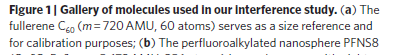 Figure 1 | Gallery of molecules used in our interference study. (a) The
fullerene C₆₀ (m = 720 AMU, 60 atoms) serves as a size reference and
for calibration purposes; (b) The perfluoroalkylated nanosphere PFNS8